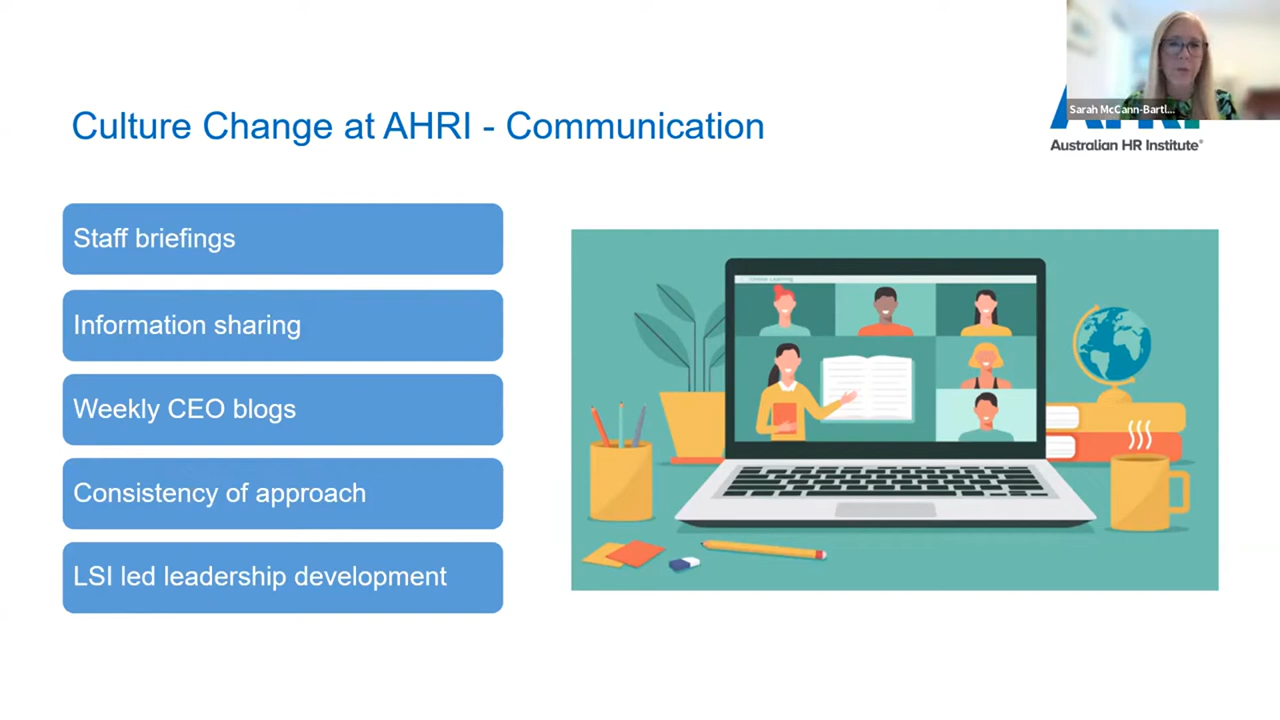 Sarah McCann-Bartl...
Culture Change at AHRI - Communication
Australian HR Institute®
Staff briefings
Information sharing
Weekly CEO blogs
Consistency of approach
LSI led leadership development